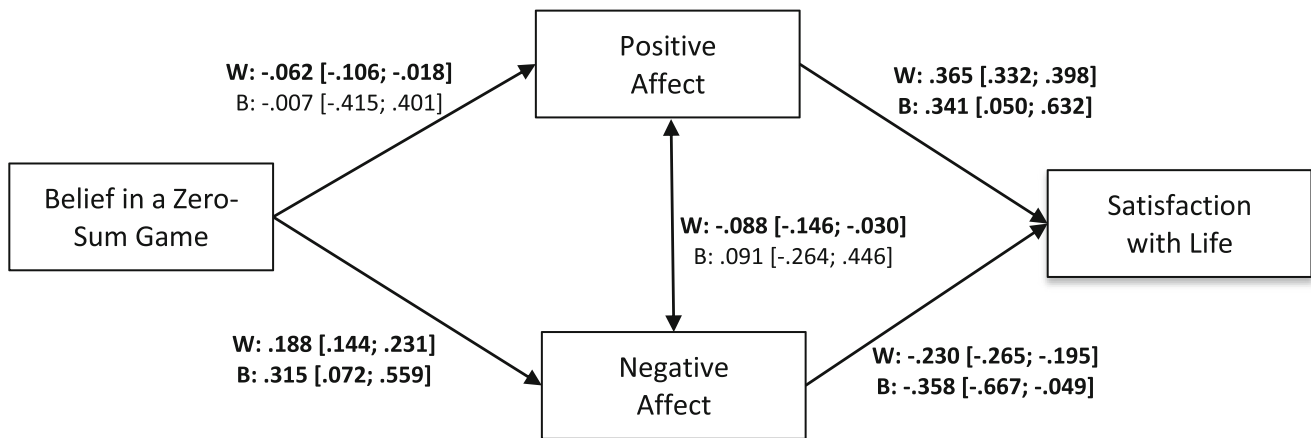 Positive
Affect
W: -.062 [-.106; -.018]
B: -.007 [-.415; .401]
W: .365 [.332; .398]
B: .341 [.050; .632]
Belief in a Zero-
Sum Game
W: -.088 [-.146; -.030]
B: .091 [-.264; .446]
Satisfaction
with Life
W: .188 [.144; .231]
B: .315 [.072; .559]
Negative
Affect
W: -.230 [-.265; -.195]
B: -.358 [-.667; -.049]